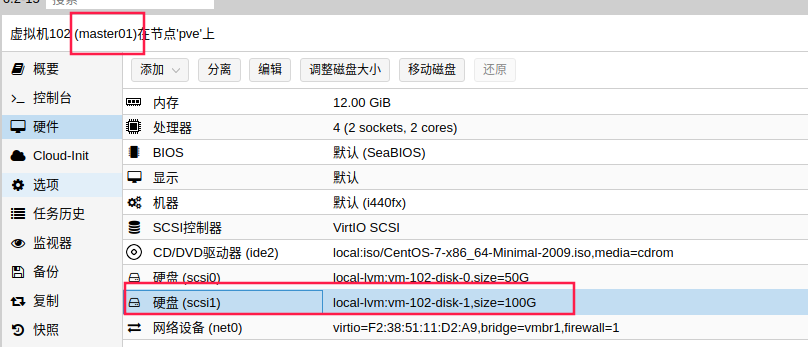 6.2-15 搜索
虚拟机102 (master01)在节点'pve'上
概要
控制台
硬件
Cloud-Init
选项
任务历史
监视器
备份
复制
快照
添加 分离 编辑 调整磁盘大小 移动磁盘 还原
内存 12.00 GiB
处理器 4 (2 sockets, 2 cores)
BIOS 默认 (SeaBIOS)
显示 默认
机器 默认 (i440fx)
SCSI控制器 VirtIO SCSI
CD/DVD驱动器 (ide2) local:iso/CentOS-7-x86_64-Minimal-2009.iso,media=cdrom
硬盘 (scsi0) local-lvm:vm-102-disk-0,size=50G
硬盘 (scsi1) local-lvm:vm-102-disk-1,size=100G
网络设备 (net0) virtio=F2:38:51:11:D2:A9,bridge=vmbr1,firewall=1